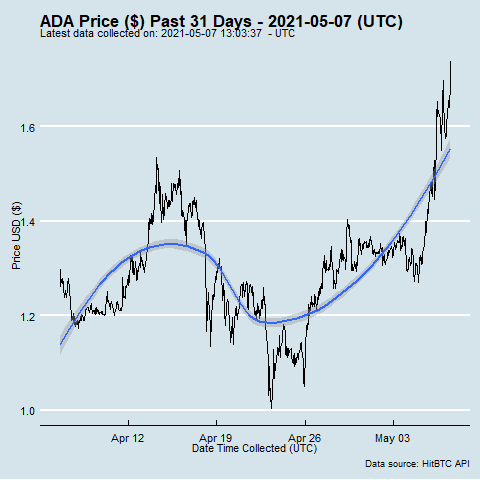 ADA Price ($) Past 31 Days - 2021-05-07 (UTC)
Latest data collected on: 2021-05-07 13:03:37  - UTC
1.6
1.4
1.2
1.0
Price USD ($)
Apr 12
Apr 19
Apr 26
May 03
Date Time Collected (UTC)
Data source: HitBTC API